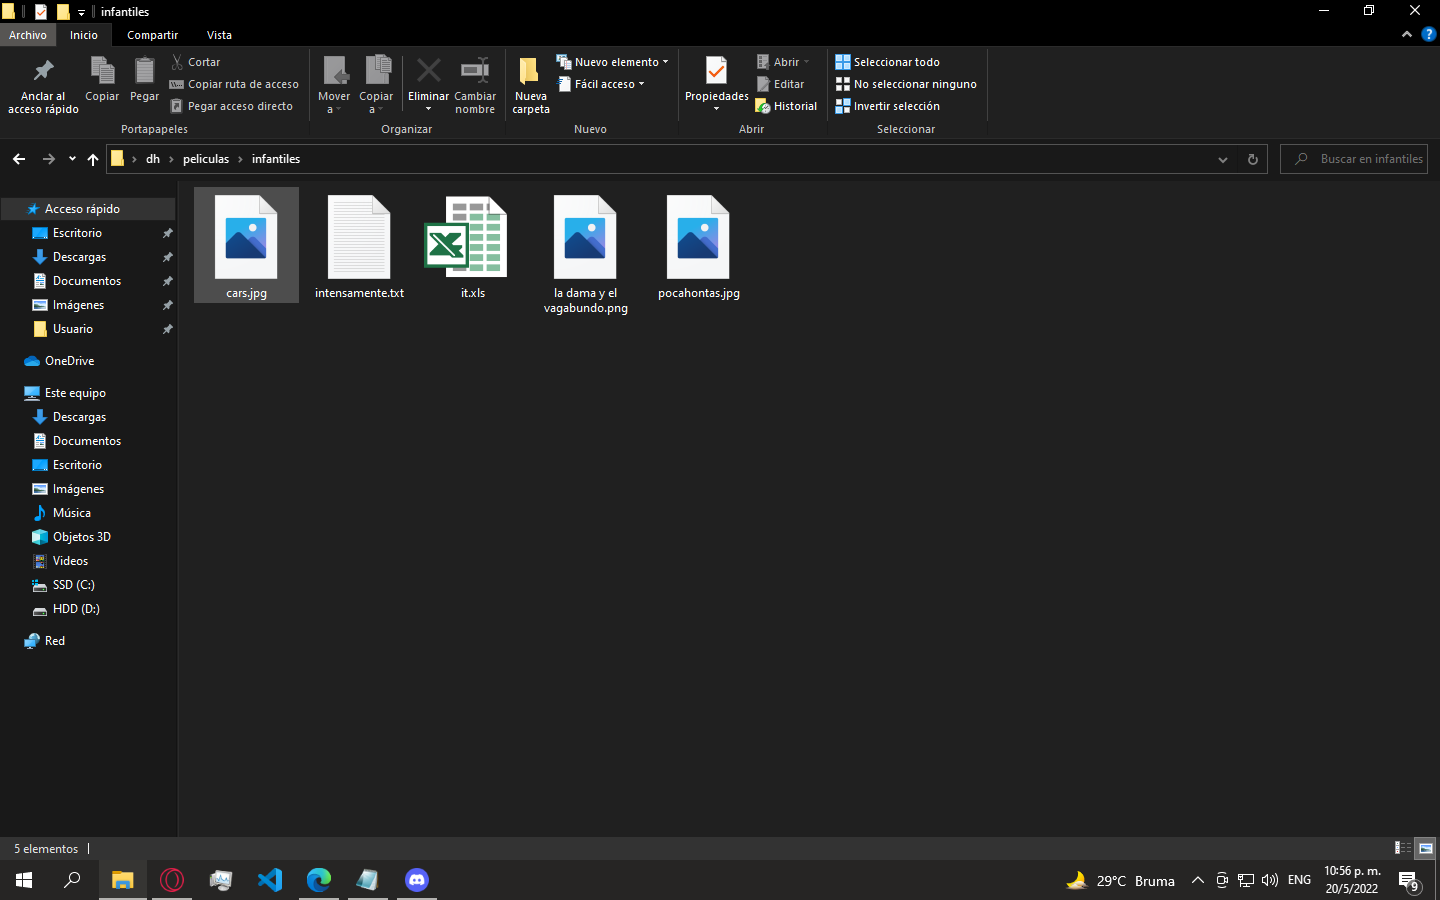 infantiles
Archivo
Inicio
Compartir
Vista
Anclar al
acceso rápido
Copiar
Pegar
Cortar
Copiar ruta de acceso
Pegar acceso directo
Portapapeles
Mover
a
Copiar
a
Eliminar
Cambiar
nombre
Organizar
Nueva
carpeta
Nuevo elemento
Fácil acceso
Nuevo
Propiedades
Abrir
Editar
Historial
Abrir
Seleccionar todo
No seleccionar ninguno
Invertir selección
Seleccionar
dh
peliculas
infantiles
Buscar en infantiles
Acceso rápido
Escritorio
Descargas
Documentos
Imágenes
Usuario
OneDrive
Este equipo
Descargas
Documentos
Escritorio
Imágenes
Música
Objetos 3D
Videos
SSD (C:)
HDD (D:)
Red
cars.jpg
intensamente.txt
it.xls
la dama y el
vagabundo.png
pocahontas.jpg
5 elementos
29°C Bruma
ENG
10:56 p. m.
20/5/2022
9